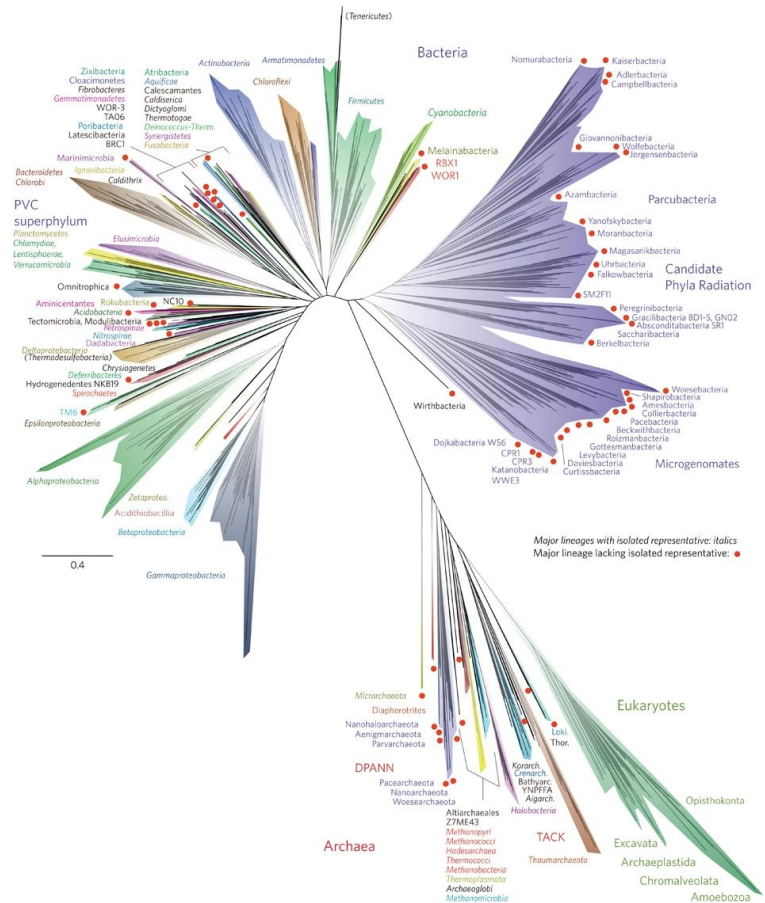 (Tenericutes)
Bacteria
Actinobacteria
Armatimonadetes
Nomurabacteria
Kaiserbacteria
Zixibacteria
Cloacimonetes
Fibrobacteres
Gemmatimonadetes
WOR-3
TA06
Poribacteria
Latescibacteria
BRC1
Atribacteria
Aquificae
Calescamantes
Caldiserica
Dictyoglomi
Thermotogae
Deinococcus-Therm.
Synergistetes
Fusobacteria
Chloroflexi
Adlerbacteria
Campbellbacteria
Firmicutes
Cyanobacteria
Giovannonibacteria
Wolfebacteria
Jorgensenbacteria
Melainabacteria
RBX1
WOR1
Marinimicrobia
Bacteroidetes
Chlorobi
Ignavibacteria
Caldithrix
Azambacteria
Parcubacteria
PVC
superphylum
Planctomycetes
Chlamydiae,
Lentisphaerae,
Verrucomicrobia
Yanofskybacteria
Moranbacteria
Elusimicrobia
Magasanikbacteria
Uhrbacteria
Falkowbacteria
Candidate
Phyla Radiation
Omnitrophica
SM2F11
Aminicentantes
Rokubacteria
NC10
Acidobacteria
Tectomicrobia, Modulibacteria
Nitrospinae
Nitrospirae
Dadabacteria
Deltaprotebacteria
(Thermodesulfobacteria)
Chrysiogenetes
Deferribacteres
Hydrogenedentes NKB19
Spirochaetes
TM6
Epsilonproteobacteria
Peregrinibacteria
Gracilibacteria BD1-5, GN02
Absconditabacteria SR1
Saccharibacteria
Berkelbacteria
Woesebacteria
Shapirobacteria
Amesbacteria
Collierbacteria
Pacebacteria
Beckwithbacteria
Roizmanbacteria
Gottesmanbacteria
Levybacteria
Daviesbacteria
Curtissbacteria
Microgenomates
Wirthbacteria
Dojkabacteria WS6
CPR1
CPR3
Katanobacteria
WWE3
Alphaproteobacteria
Zetaproteo.
Acidithiobacillia
Betaproteobacteria
Gammaproteobacteria
0.4
Major lineages with isolated representative: italics
Major lineage lacking isolated representative:
Micrarchaeota
Diapherotrites
Nanohaloarchaeota
Aenigmarchaeota
Parvarchaeota
DPANN
Pacearchaeota
Nanoarchaeota
Woesearchaeota
Eukaryotes
Loki.
Thor.
Korarch.
Crenarch.
Bathyarc.
YNPFFA
Aigarch.
Halobacteria
Altiarchaeales
Z7ME43
Methanopyri
Methanococci
Hadesarchaea
Thermococci
Methanobacteria
Thermoplasmata
Archaeoglobi
Methanomicrobia
Archaea
TACK
Thaumarchaeota
Opisthokonta
Excavata
Archaeplastida
Chromalveolata
Amoebozoa